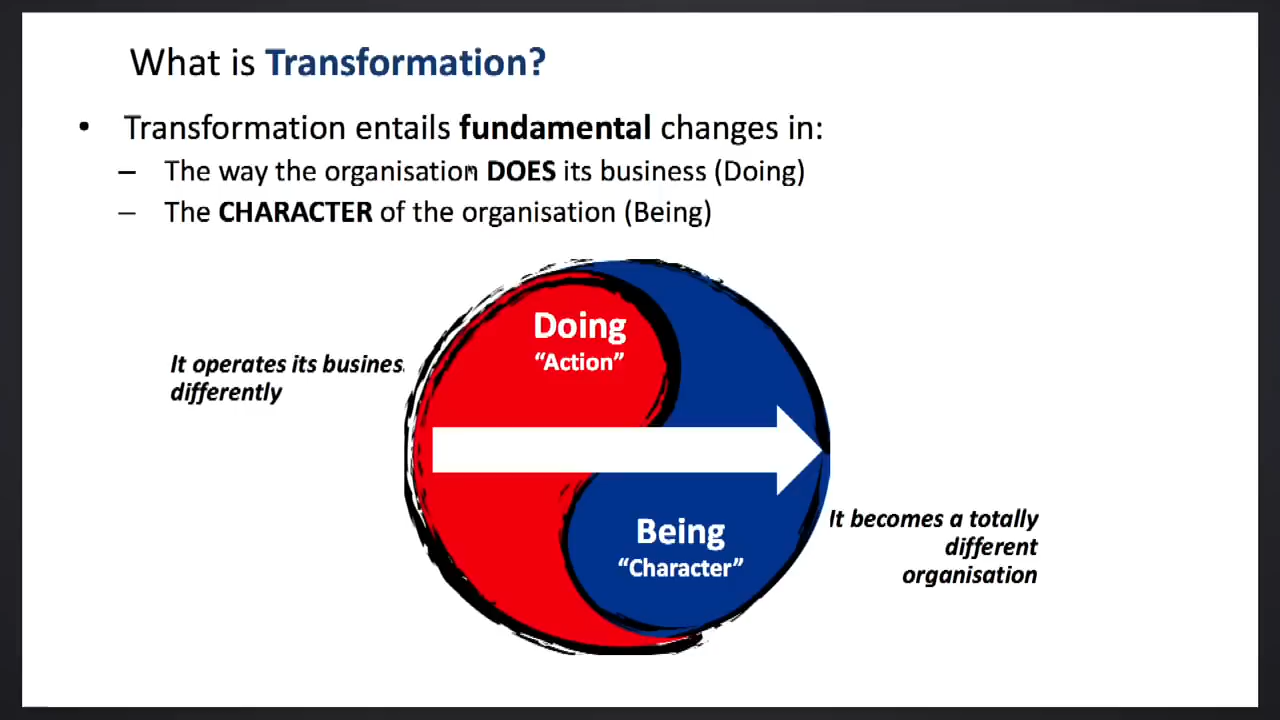 What is Transformation?
• Transformation entails fundamental changes in:
– The way the organisation DOES its business (Doing)
– The CHARACTER of the organisation (Being)
Doing
“Action”
It operates its busines
differently
Being
“Character”
It becomes a totally
different
organisation